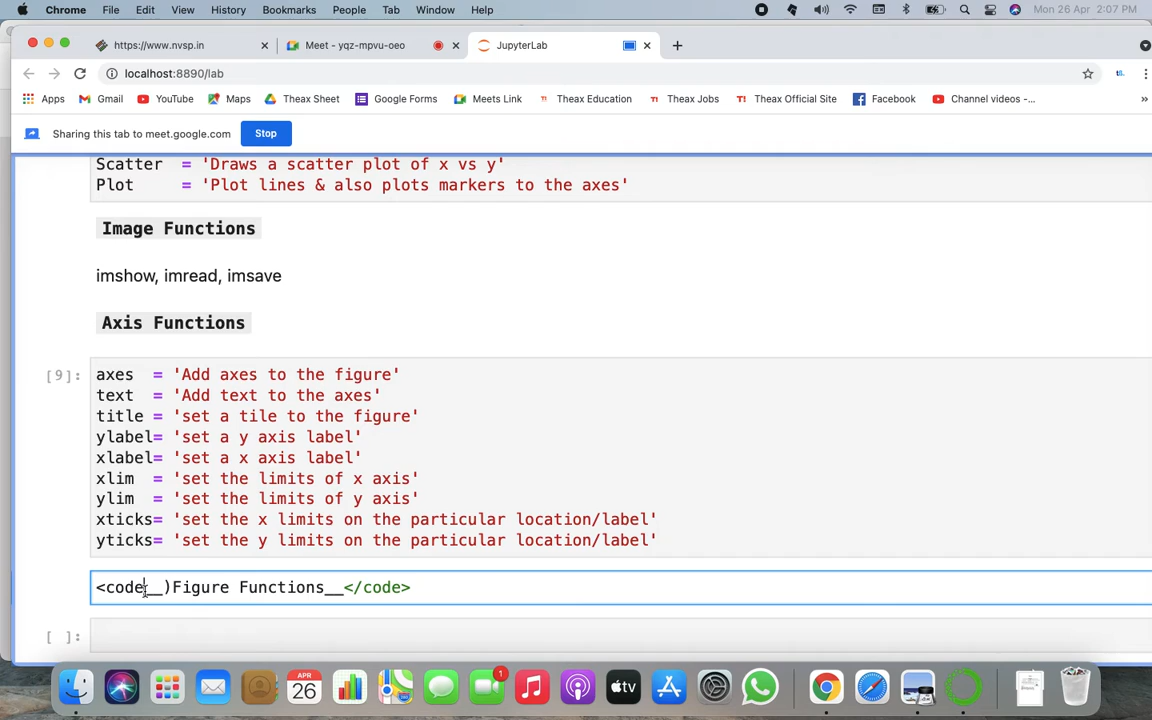 Chrome File Edit View History Bookmarks People Tab Window Help Mon 26 Apr 2:07 PM
https://www.nvsp.in Meet - yqz-mpvu-oeo JupyterLab
localhost:8890/lab
Apps Gmail YouTube Maps Theax Sheet Google Forms Meets Link Theax Education Theax Jobs Theax Official Site Facebook Channel videos -... »
Sharing this tab to meet.google.com Stop
Scatter = 'Draws a scatter plot of x vs y'
Plot = 'Plot lines & also plots markers to the axes'
Image Functions
imshow, imread, imsave
Axis Functions
[9]: axes = 'Add axes to the figure'
text = 'Add text to the axes'
title = 'set a tile to the figure'
ylabel= 'set a y axis label'
xlabel= 'set a x axis label'
xlim = 'set the limits of x axis'
ylim = 'set the limits of y axis'
xticks= 'set the x limits on the particular location/label'
yticks= 'set the y limits on the particular location/label'
<code__)Figure Functions__</code>
[ ]:
APR
26
1
tv